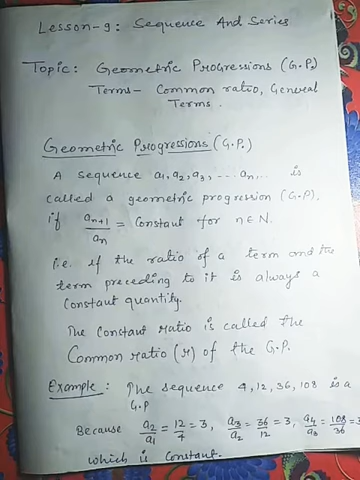 Lesson-9: Sequence And Series
Topic: Geometric Progressions (G.P.)
Terms- Common ratio, General
Terms.
Geometric Progressions (G.P.)
A sequence a₁, a₂, a₃, ... aₙ... is
called a geometric progression (G.P),
if aₙ₊₁/aₙ = Constant for n∈N.
i.e. if the ratio of a term and the
term preceding to it is always a
Constant quantity.
The Constant ratio is called the
Common ratio (r) of the G.P.
Example: The sequence 4, 12, 36, 108 is a
G.P
Because a₂/a₁ = 12/4 = 3, a₃/a₂ = 36/12 = 3, a₄/a₃ = 108/36 = 3
which is Constant.